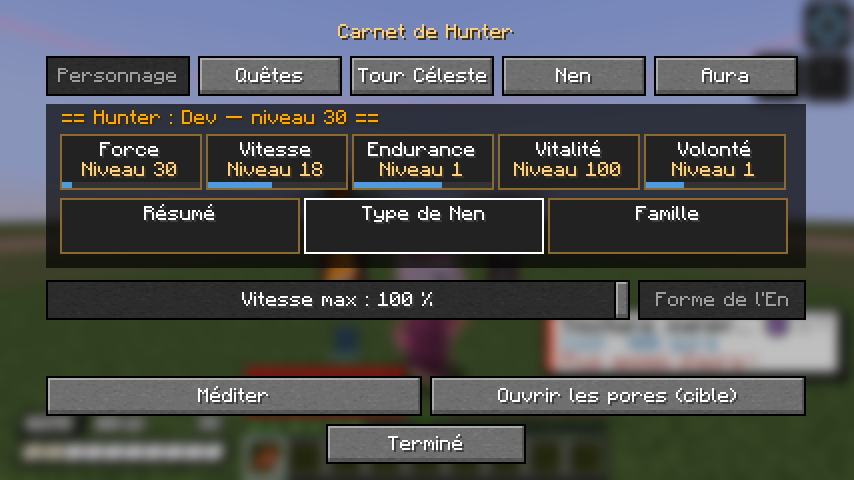 Carnet de Hunter
Personnage
Quêtes
Tour Céleste
Nen
Aura
== Hunter : Dev — niveau 30 ==
Force
Niveau 30
Vitesse
Niveau 18
Endurance
Niveau 1
Vitalité
Niveau 100
Volonté
Niveau 1
Résumé
Type de Nen
Famille
Vitesse max : 100 %
Forme de l'En
Méditer
Ouvrir les pores (cible)
Terminé